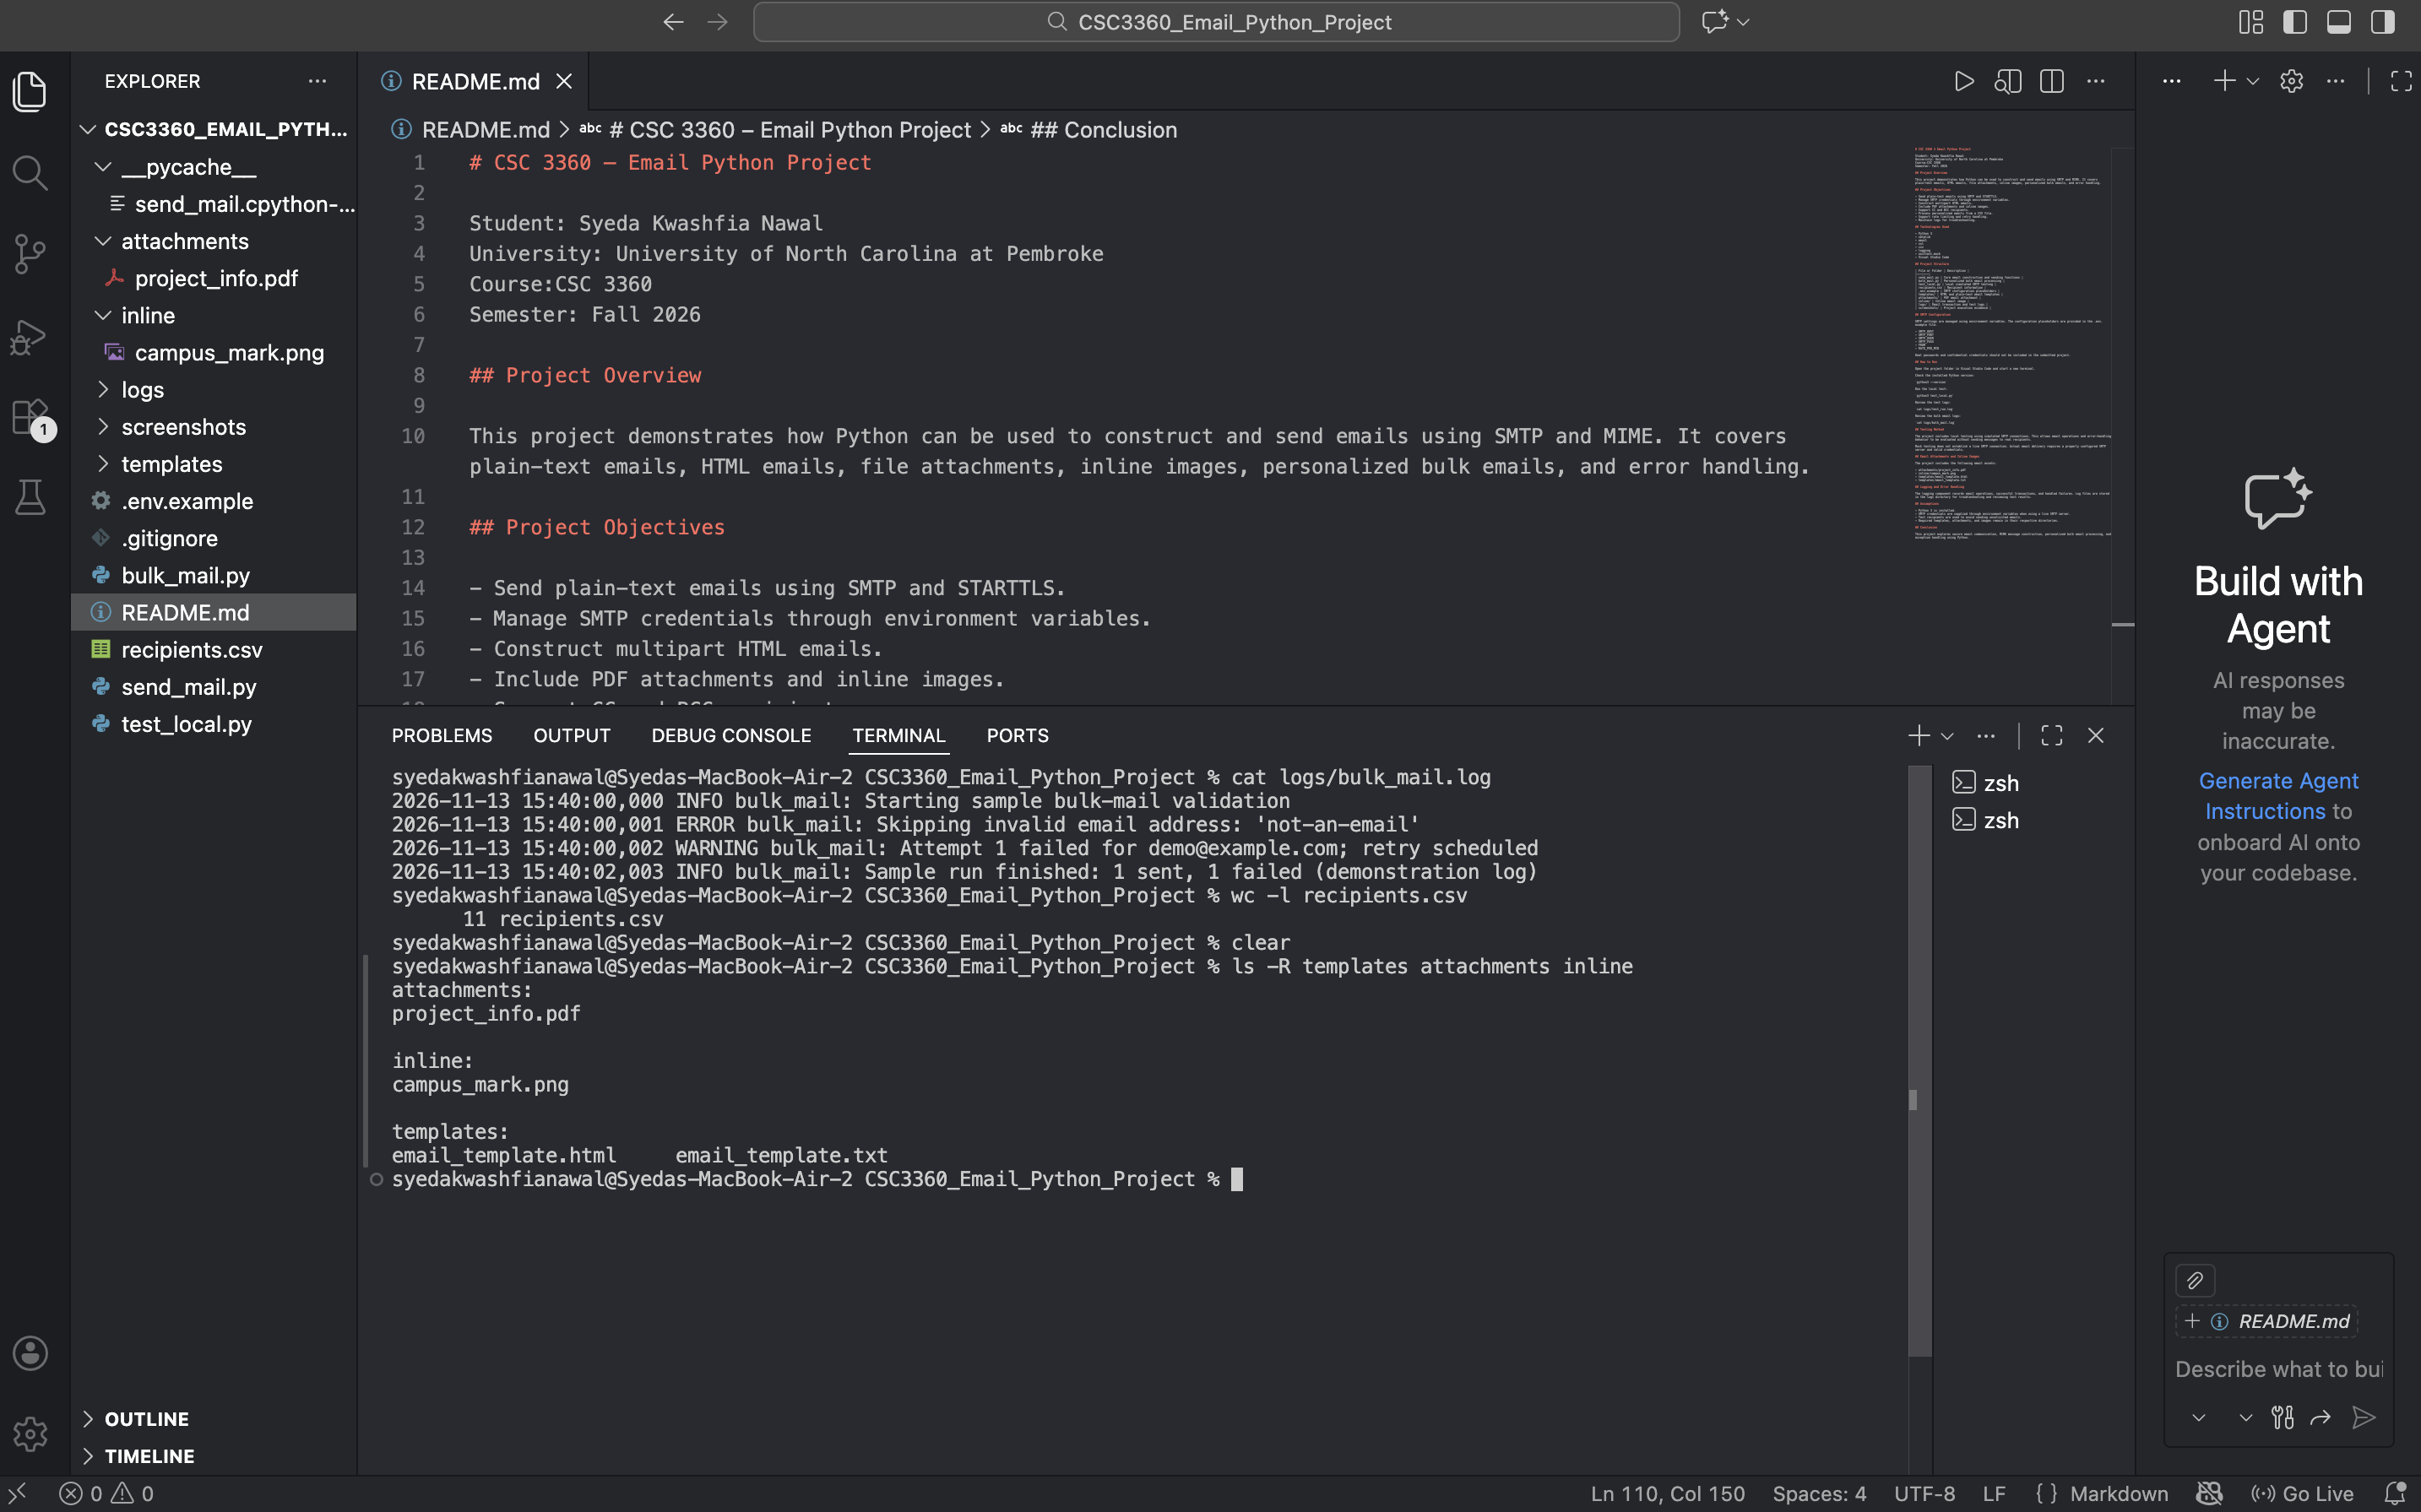 CSC3360_Email_Python_Project
EXPLORER
CSC3360_EMAIL_PYTH...
__pycache__
send_mail.cpython-...
attachments
project_info.pdf
inline
campus_mark.png
logs
screenshots
templates
.env.example
.gitignore
bulk_mail.py
README.md
recipients.csv
send_mail.py
test_local.py
OUTLINE
TIMELINE
1
README.md
README.md > abc # CSC 3360 – Email Python Project > abc ## Conclusion
1 # CSC 3360 – Email Python Project
2
3 Student: Syeda Kwashfia Nawal
4 University: University of North Carolina at Pembroke
5 Course:CSC 3360
6 Semester: Fall 2026
7
8 ## Project Overview
9
10 This project demonstrates how Python can be used to construct and send emails using SMTP and MIME. It covers
plain-text emails, HTML emails, file attachments, inline images, personalized bulk emails, and error handling.
11
12 ## Project Objectives
13
14 - Send plain-text emails using SMTP and STARTTLS.
15 - Manage SMTP credentials through environment variables.
16 - Construct multipart HTML emails.
17 - Include PDF attachments and inline images.
PROBLEMS OUTPUT DEBUG CONSOLE TERMINAL PORTS
syedakwashfianawal@Syedas-MacBook-Air-2 CSC3360_Email_Python_Project % cat logs/bulk_mail.log
2026-11-13 15:40:00,000 INFO bulk_mail: Starting sample bulk-mail validation
2026-11-13 15:40:00,001 ERROR bulk_mail: Skipping invalid email address: 'not-an-email'
2026-11-13 15:40:00,002 WARNING bulk_mail: Attempt 1 failed for demo@example.com; retry scheduled
2026-11-13 15:40:02,003 INFO bulk_mail: Sample run finished: 1 sent, 1 failed (demonstration log)
syedakwashfianawal@Syedas-MacBook-Air-2 CSC3360_Email_Python_Project % wc -l recipients.csv
11 recipients.csv
syedakwashfianawal@Syedas-MacBook-Air-2 CSC3360_Email_Python_Project % clear
syedakwashfianawal@Syedas-MacBook-Air-2 CSC3360_Email_Python_Project % ls -R templates attachments inline
attachments:
project_info.pdf
inline:
campus_mark.png
templates:
email_template.html email_template.txt
syedakwashfianawal@Syedas-MacBook-Air-2 CSC3360_Email_Python_Project %
zsh
zsh
Build with
Agent
AI responses
may be
inaccurate.
Generate Agent
Instructions to
onboard AI onto
your codebase.
README.md
Describe what to bui
0 0
Ln 110, Col 150 Spaces: 4 UTF-8 LF {} Markdown Go Live